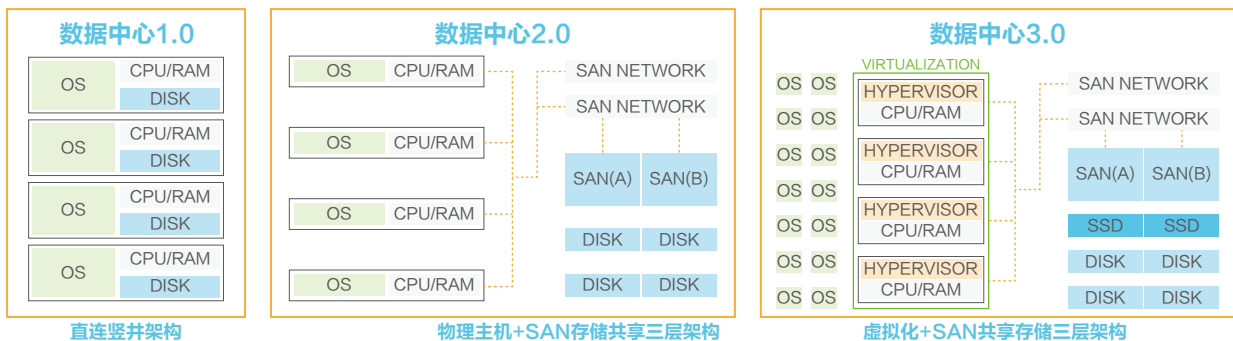 数据中心1.0
OS
CPU/RAM
DISK
OS
CPU/RAM
DISK
OS
CPU/RAM
DISK
OS
CPU/RAM
DISK
直连竖井架构
数据中心2.0
OS CPU/RAM
OS CPU/RAM
OS CPU/RAM
OS CPU/RAM
SAN NETWORK
SAN NETWORK
SAN(A) SAN(B)
DISK DISK
DISK DISK
物理主机+SAN存储共享三层架构
数据中心3.0
OS OS
OS OS
OS OS
OS OS
OS OS
OS OS
OS OS
VIRTUALIZATION
HYPERVISOR
CPU/RAM
HYPERVISOR
CPU/RAM
HYPERVISOR
CPU/RAM
HYPERVISOR
CPU/RAM
SAN NETWORK
SAN NETWORK
SAN(A) SAN(B)
SSD SSD
DISK DISK
DISK DISK
虚拟化+SAN共享存储三层架构